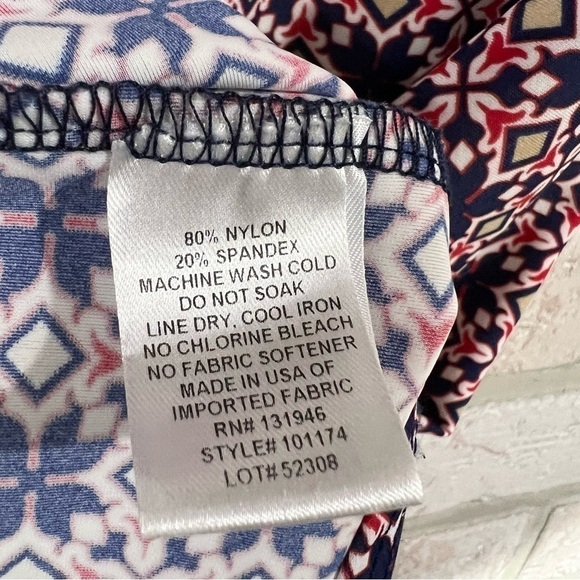 80% NYLON
20% SPANDEX
MACHINE WASH COLD
DO NOT SOAK
LINE DRY, COOL IRON
NO CHLORINE BLEACH
NO FABRIC SOFTENER
MADE IN USA OF
IMPORTED FABRIC
RN# 131946
STYLE# 101174
LOT# 52308